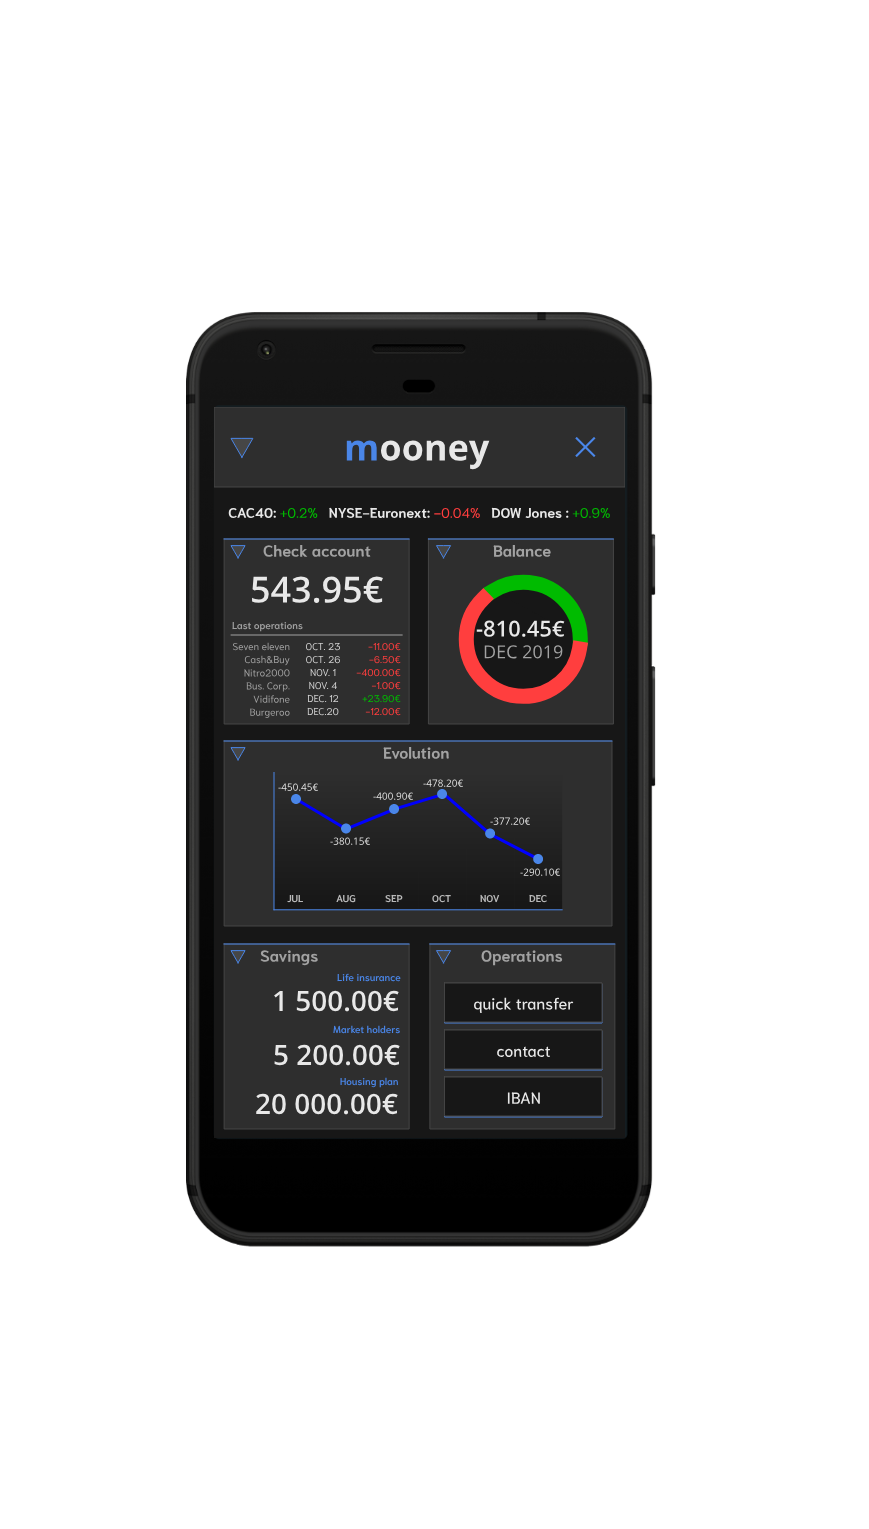 mooney
CAC40: +0.2% NYSE-Euronext: -0.04% DOW Jones : +0.9%
Check account
543.95€
Last operations
Seven eleven OCT. 23 -11.00€
Cash&Buy OCT. 26 -6.50€
Nitro2000 NOV. 1 -400.00€
Bus. Corp. NOV. 4 -1.00€
Vidifone DEC. 12 +23.90€
Burgeroo DEC.20 -12.00€
Balance
-810.45€
DEC 2019
Evolution
-450.45€
-380.15€
-400.90€
-478.20€
-377.20€
-290.10€
JUL AUG SEP OCT NOV DEC
Savings
Life insurance
1 500.00€
Market holders
5 200.00€
Housing plan
20 000.00€
Operations
quick transfer
contact
IBAN